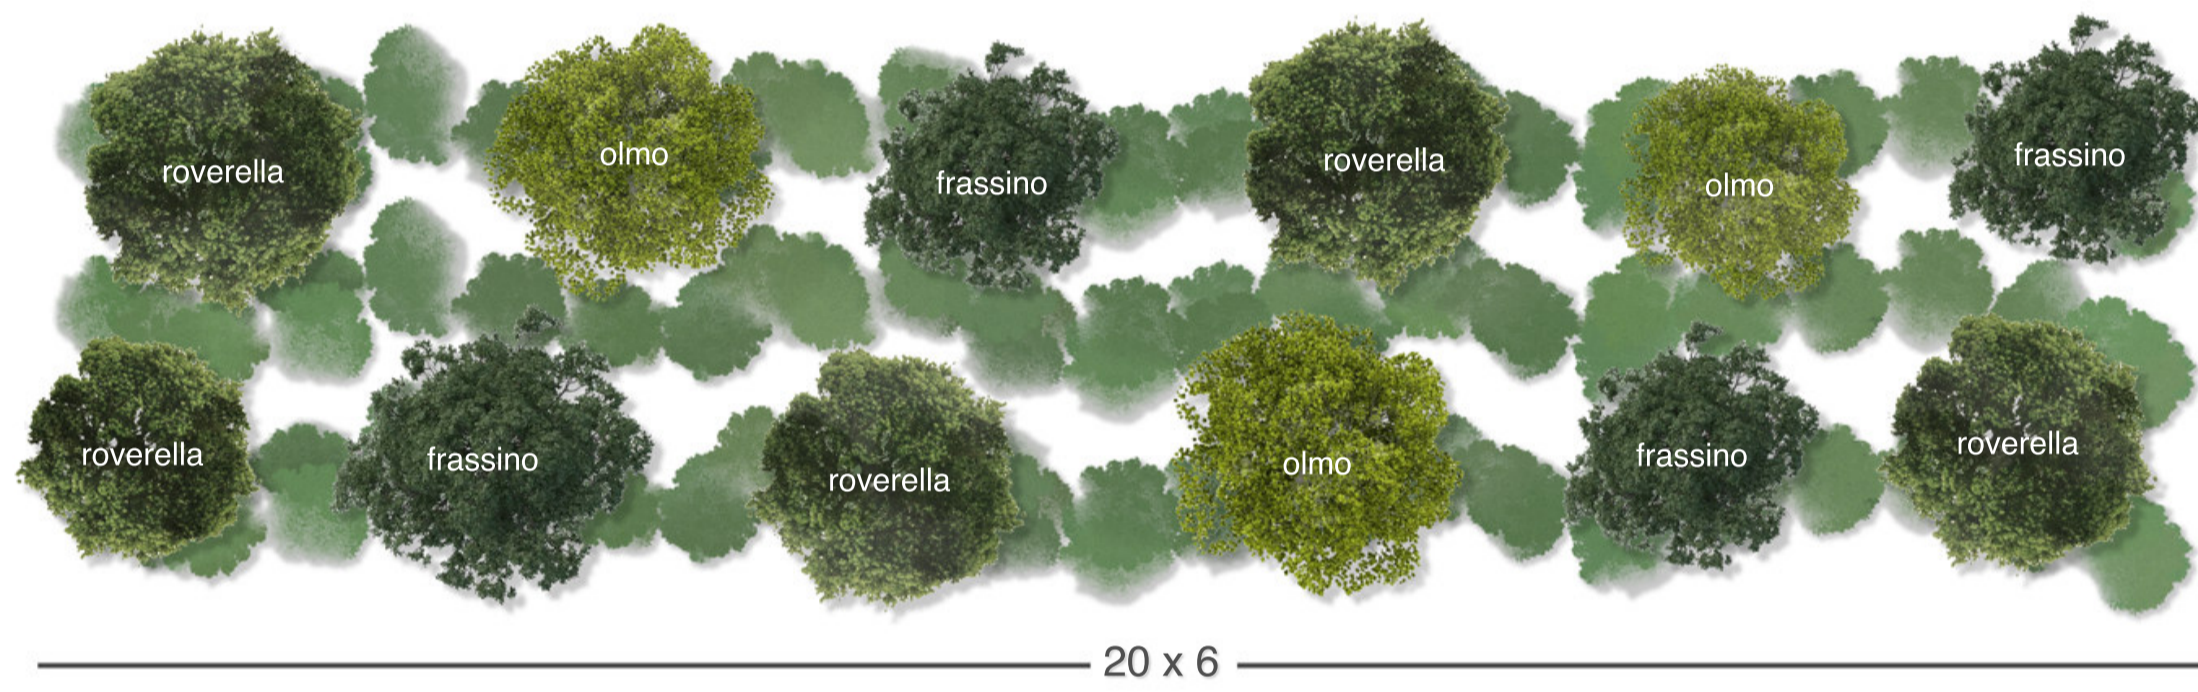 roverella
olmo
frassino
roverella
olmo
frassino
roverella
frassino
roverella
olmo
frassino
roverella
20 x 6